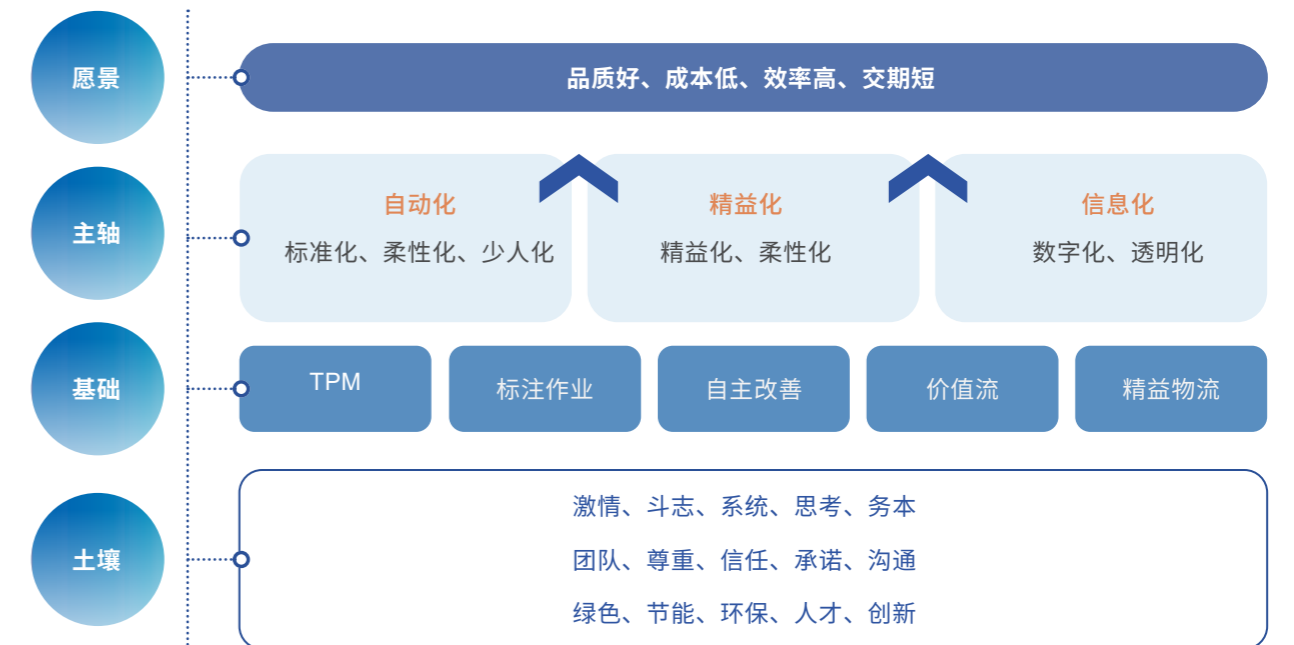 愿景
品质好、成本低、效率高、交期短
主轴
自动化
标准化、柔性化、少人化
精益化
精益化、柔性化
信息化
数字化、透明化
基础
TPM
标注作业
自主改善
价值流
精益物流
土壤
激情、斗志、系统、思考、务本
团队、尊重、信任、承诺、沟通
绿色、节能、环保、人才、创新